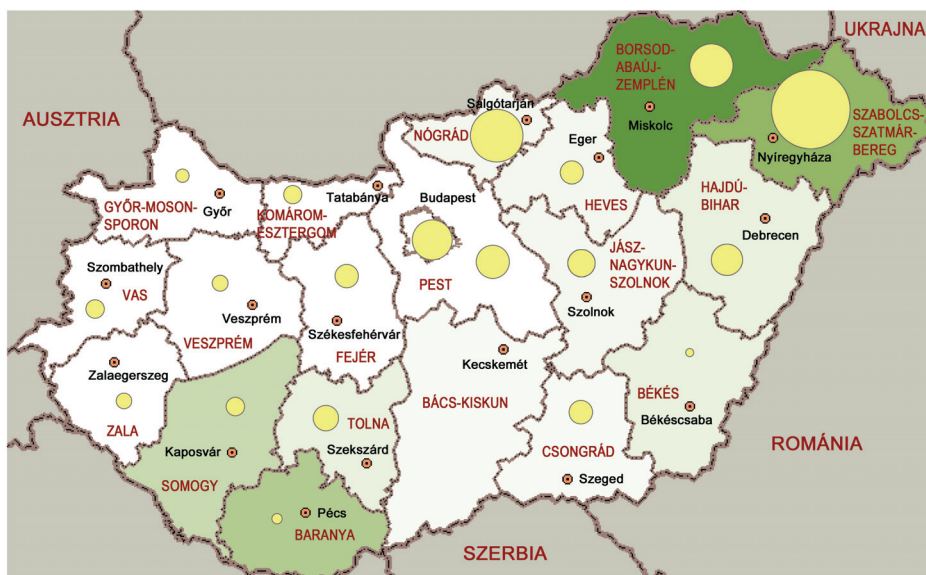 UKRAJNA
BORSOD-
ABAÚJ-
ZEMPLÉN
AUSZTRIA
Salgótarján
Miskolc
SZABOLCS-
SZATMÁR-
BEREG
NÓGRÁD
Eger
Nyíregyháza
Győr
Tatabánya
Budapest
HEVES
HAJDÚ-
BIHAR
GYŐR-MOSON-
SPORON
KOMÁROM-
ESZTERGOM
Debrecen
JÁSZ-
NAGYKUN-
SZOLNOK
Szombathely
VAS
PEST
Szolnok
Veszprém
Székesfehérvár
VESZPRÉM
FEJÉR
Kecskemét
Zalaegerszeg
BÉKÉS
BÁCS-KISKUN
Békéscsaba
ZALA
TOLNA
ROMÁNIA
Kaposvár
Szekszárd
CSONGRÁD
Szeged
SOMOGY
Pécs
BARANYA
SZERBIA